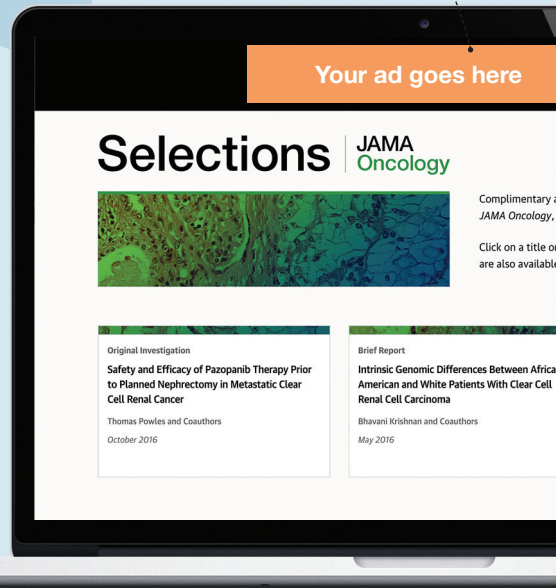 Your ad goes here
Selections
JAMA
Oncology
Complimentary
JAMA Oncology,
Click on a title
are also available
Original Investigation
Safety and Efficacy of Pazopanib Therapy Prior
to Planned Nephrectomy in Metastatic Clear
Cell Renal Cancer
Thomas Powles and Coauthors
October 2016
Brief Report
Intrinsic Genomic Differences Between
American and White Patients With Clear Cell
Renal Cell Carcinoma
Bhavani Krishnan and Coauthors
May 2016